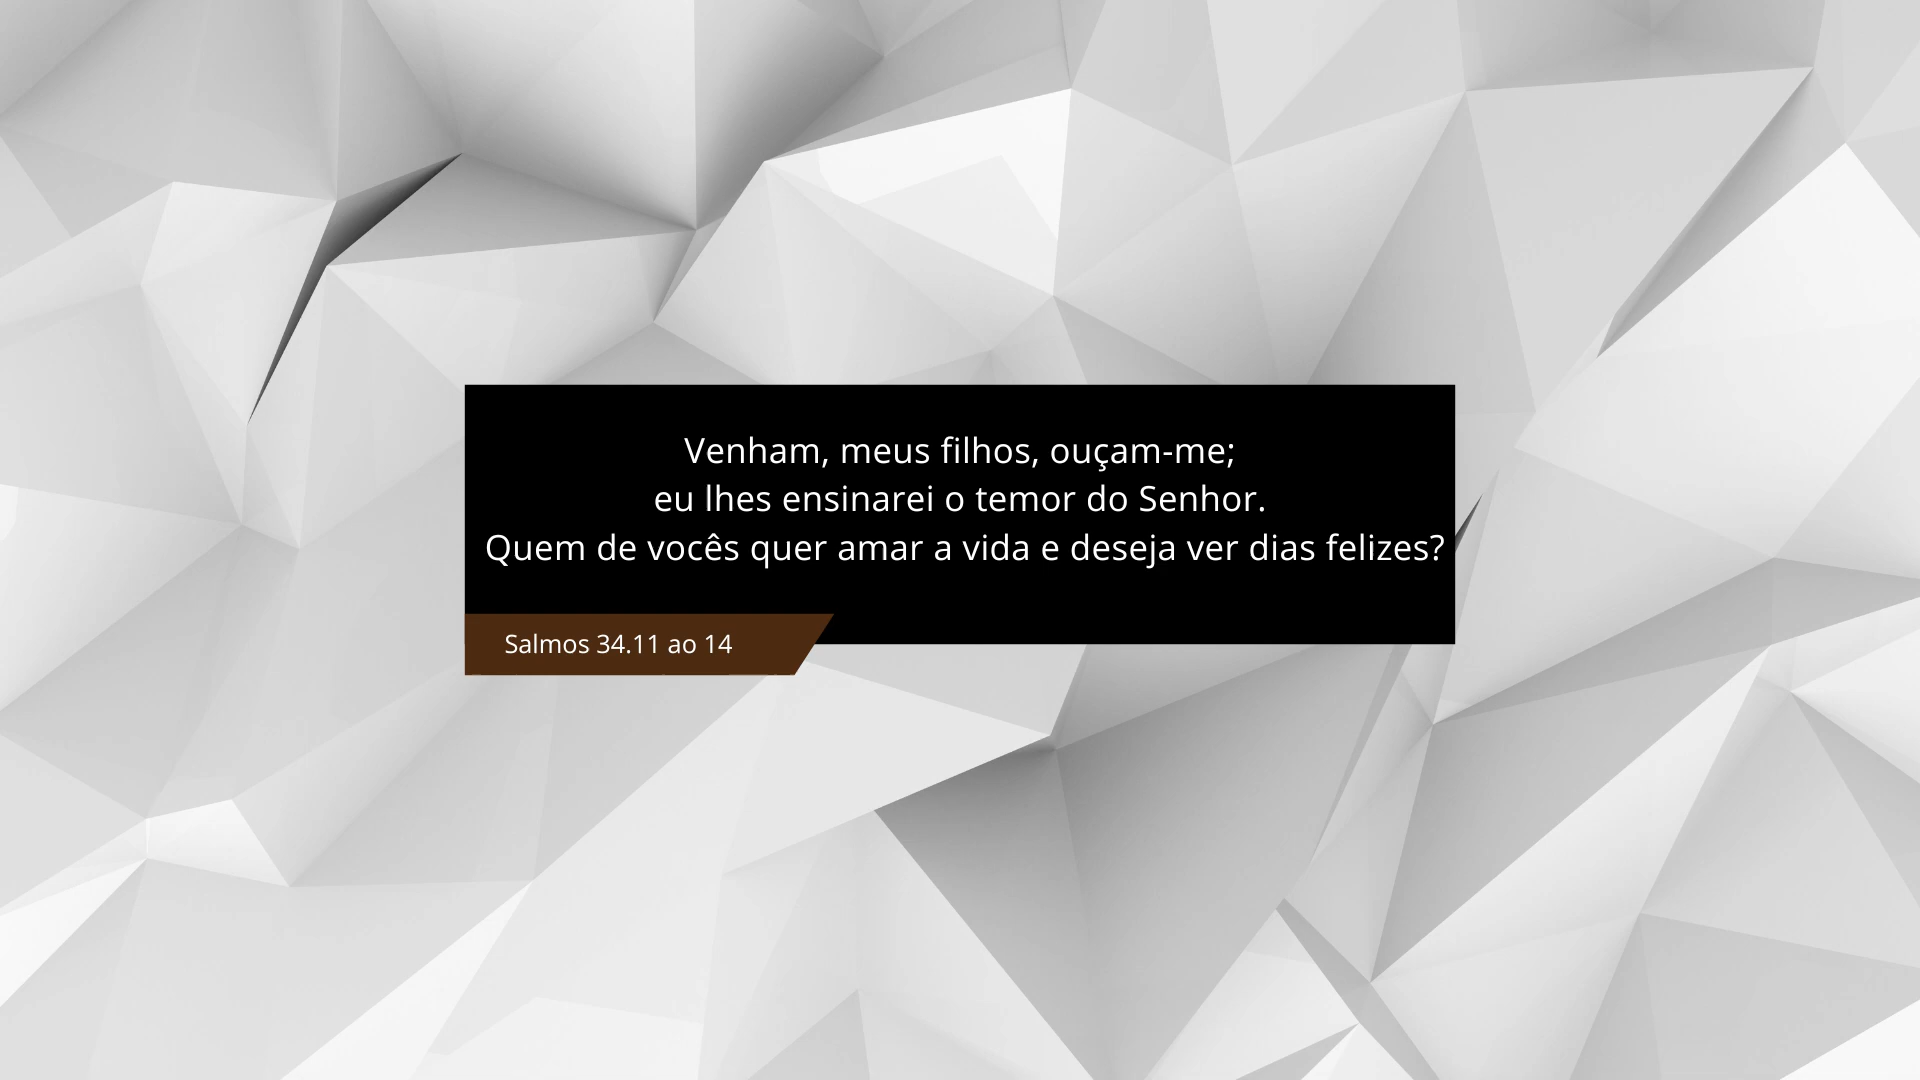 Venham, meus filhos, ouçam-me;
eu lhes ensinarei o temor do Senhor.
Quem de vocês quer amar a vida e deseja ver dias felizes?
Salmos 34.11 ao 14